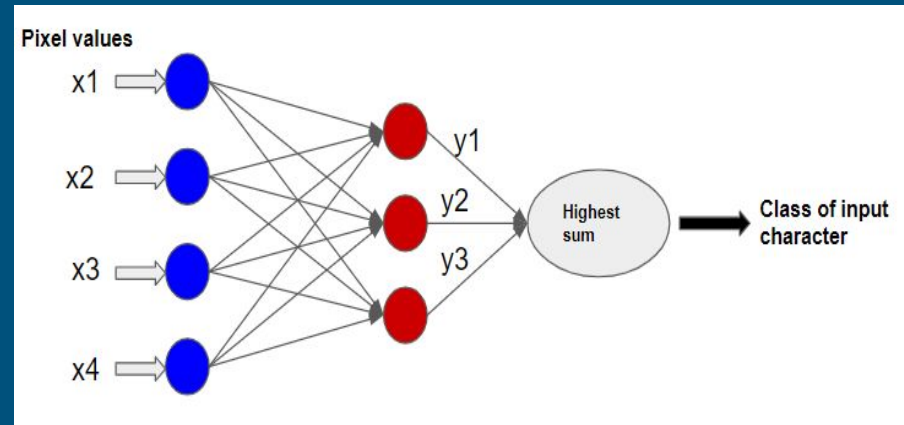 Pixel values
x1
x2
x3
x4
y1
y2
y3
Highest
sum
Class of input
character